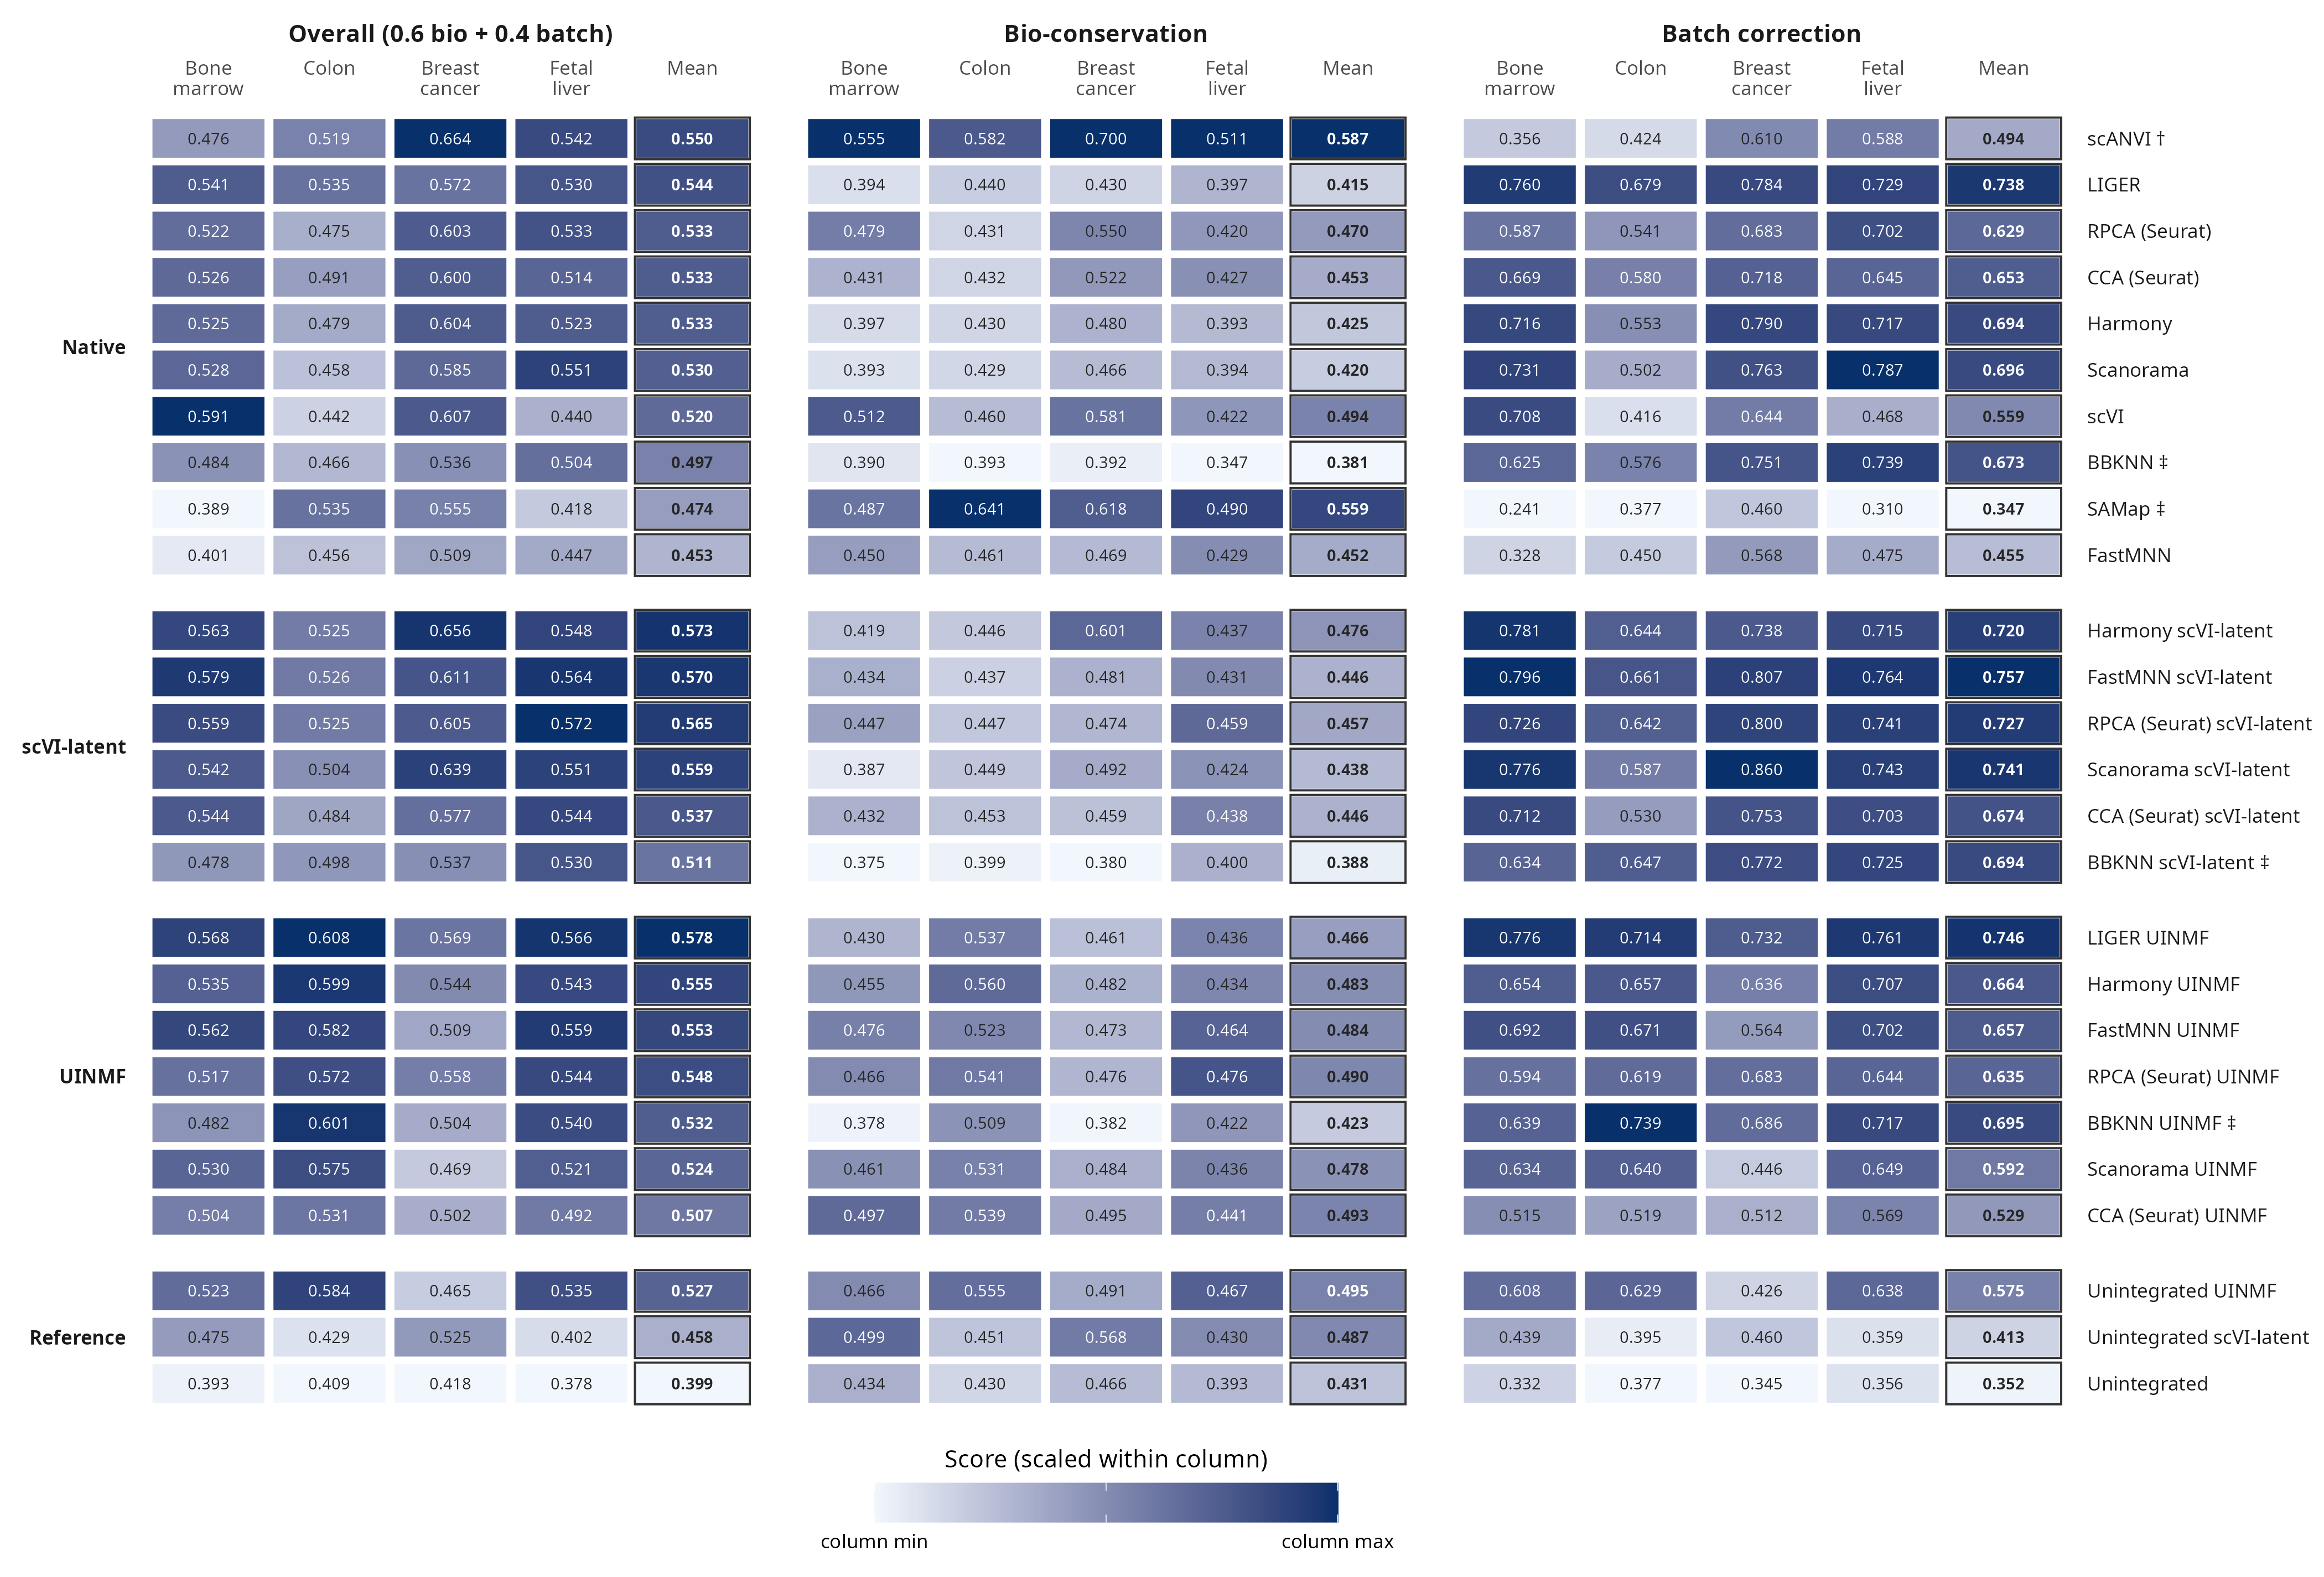 Overall (0.6 bio + 0.4 batch) Bio-conservation Batch correction
Bone marrow Colon Breast cancer Fetal liver Mean Bone marrow Colon Breast cancer Fetal liver Mean Bone marrow Colon Breast cancer Fetal liver Mean
0.476 0.519 0.664 0.542 0.550 0.555 0.582 0.700 0.511 0.587 0.356 0.424 0.610 0.588 0.494 scANVI †
0.541 0.535 0.572 0.530 0.544 0.394 0.440 0.430 0.397 0.415 0.760 0.679 0.784 0.729 0.738 LIGER
0.522 0.475 0.603 0.533 0.533 0.479 0.431 0.550 0.420 0.470 0.587 0.541 0.683 0.702 0.629 RPCA (Seurat)
0.526 0.491 0.600 0.514 0.533 0.431 0.432 0.522 0.427 0.453 0.669 0.580 0.718 0.645 0.653 CCA (Seurat)
0.525 0.479 0.604 0.523 0.533 0.397 0.430 0.480 0.393 0.425 0.716 0.553 0.790 0.717 0.694 Harmony
Native
0.528 0.458 0.585 0.551 0.530 0.393 0.429 0.466 0.394 0.420 0.731 0.502 0.763 0.787 0.696 Scanorama
0.591 0.442 0.607 0.440 0.520 0.512 0.460 0.581 0.422 0.494 0.708 0.416 0.644 0.468 0.559 scVI
0.484 0.466 0.536 0.504 0.497 0.390 0.393 0.392 0.347 0.381 0.625 0.576 0.751 0.739 0.673 BBKNN ‡
0.389 0.535 0.555 0.418 0.474 0.487 0.641 0.618 0.490 0.559 0.241 0.377 0.460 0.310 0.347 SAMap ‡
0.401 0.456 0.509 0.447 0.453 0.450 0.461 0.469 0.429 0.452 0.328 0.450 0.568 0.475 0.455 FastMNN
0.563 0.525 0.656 0.548 0.573 0.419 0.446 0.601 0.437 0.476 0.781 0.644 0.738 0.715 0.720 Harmony scVI-latent
0.579 0.526 0.611 0.564 0.570 0.434 0.437 0.481 0.431 0.446 0.796 0.661 0.807 0.764 0.757 FastMNN scVI-latent
0.559 0.525 0.605 0.572 0.565 0.447 0.447 0.474 0.459 0.457 0.726 0.642 0.800 0.741 0.727 RPCA (Seurat) scVI-latent
scVI-latent
0.542 0.504 0.639 0.551 0.559 0.387 0.449 0.492 0.424 0.438 0.776 0.587 0.860 0.743 0.741 Scanorama scVI-latent
0.544 0.484 0.577 0.544 0.537 0.432 0.453 0.459 0.438 0.446 0.712 0.530 0.753 0.703 0.674 CCA (Seurat) scVI-latent
0.478 0.498 0.537 0.530 0.511 0.375 0.399 0.380 0.400 0.388 0.634 0.647 0.772 0.725 0.694 BBKNN scVI-latent ‡
0.568 0.608 0.569 0.566 0.578 0.430 0.537 0.461 0.436 0.466 0.776 0.714 0.732 0.761 0.746 LIGER UINMF
0.535 0.599 0.544 0.543 0.555 0.455 0.560 0.482 0.434 0.483 0.654 0.657 0.636 0.707 0.664 Harmony UINMF
0.562 0.582 0.509 0.559 0.553 0.476 0.523 0.473 0.464 0.484 0.692 0.671 0.564 0.702 0.657 FastMNN UINMF
UINMF 0.517 0.572 0.558 0.544 0.548 0.466 0.541 0.476 0.476 0.490 0.594 0.619 0.683 0.644 0.635 RPCA (Seurat) UINMF
0.482 0.601 0.504 0.540 0.532 0.378 0.509 0.382 0.422 0.423 0.639 0.739 0.686 0.717 0.695 BBKNN UINMF ‡
0.530 0.575 0.469 0.521 0.524 0.461 0.531 0.484 0.436 0.478 0.634 0.640 0.446 0.649 0.592 Scanorama UINMF
0.504 0.531 0.502 0.492 0.507 0.497 0.539 0.495 0.441 0.493 0.515 0.519 0.512 0.569 0.529 CCA (Seurat) UINMF
0.523 0.584 0.465 0.535 0.527 0.466 0.555 0.491 0.467 0.495 0.608 0.629 0.426 0.638 0.575 Unintegrated UINMF
Reference 0.475 0.429 0.525 0.402 0.458 0.499 0.451 0.568 0.430 0.487 0.439 0.395 0.460 0.359 0.413 Unintegrated scVI-latent
0.393 0.409 0.418 0.378 0.399 0.434 0.430 0.466 0.393 0.431 0.332 0.377 0.345 0.356 0.352 Unintegrated
Score (scaled within column)
column min column max